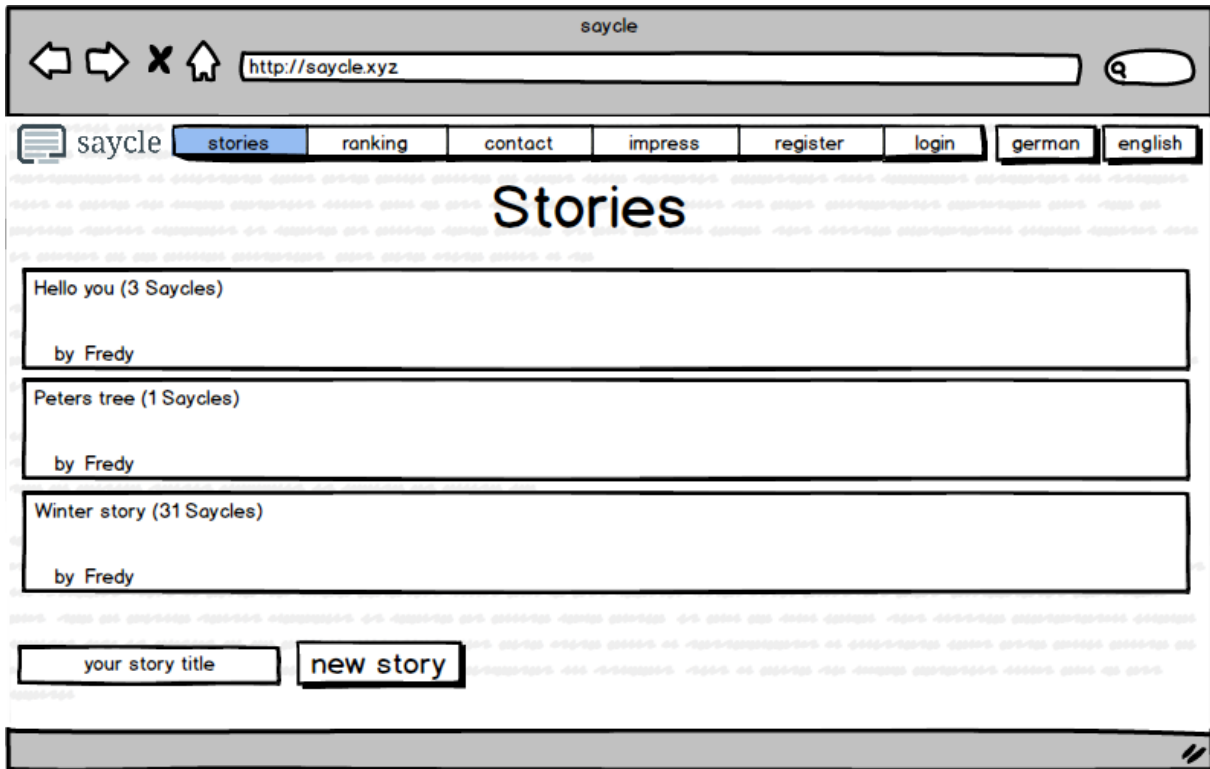 saycle
http://saycle.xyz
saycle stories ranking contact impress register login german english
Stories
Hello you (3 Saycles)
by Fredy
Peters tree (1 Saycles)
by Fredy
Winter story (31 Saycles)
by Fredy
your story title new story